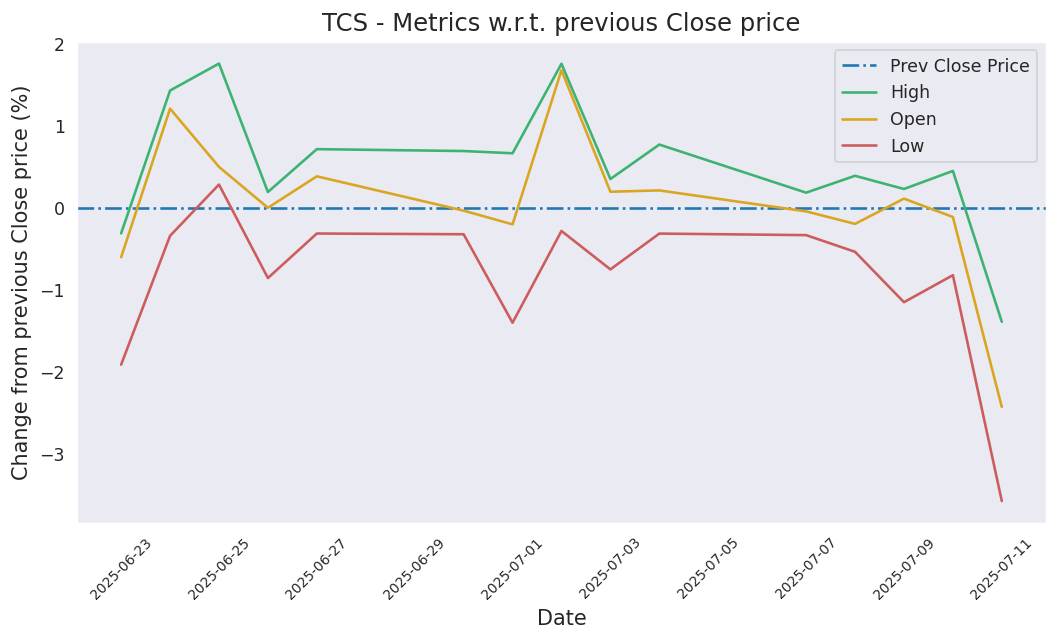 TCS - Metrics w.r.t. previous Close price
Change from previous Close price (%)
2
1
0
−1
−2
−3
Prev Close Price
High
Open
Low
2025-06-23
2025-06-25
2025-06-27
2025-06-29
2025-07-01
2025-07-03
2025-07-05
2025-07-07
2025-07-09
2025-07-11
Date